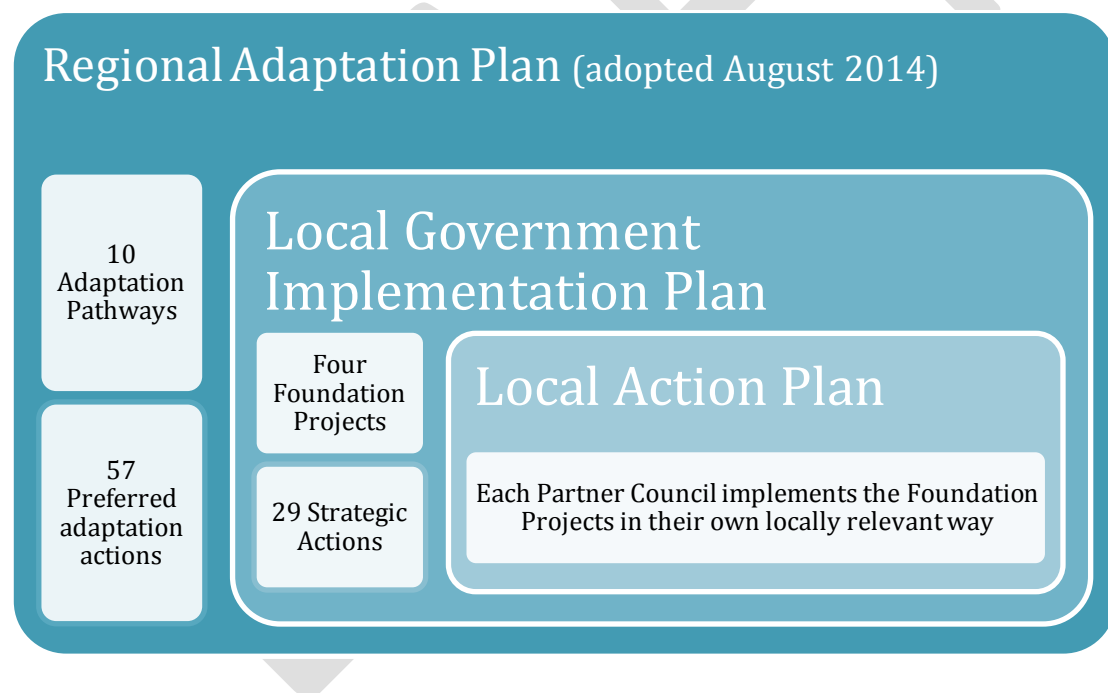 Regional Adaptation Plan (adopted August 2014)
10
Adaptation
Pathways
57
Preferred
adaptation
actions
Local Government
Implementation Plan
Four
Foundation
Projects
29 Strategic
Actions
Local Action Plan
Each Partner Council implements the Foundation
Projects in their own locally relevant way